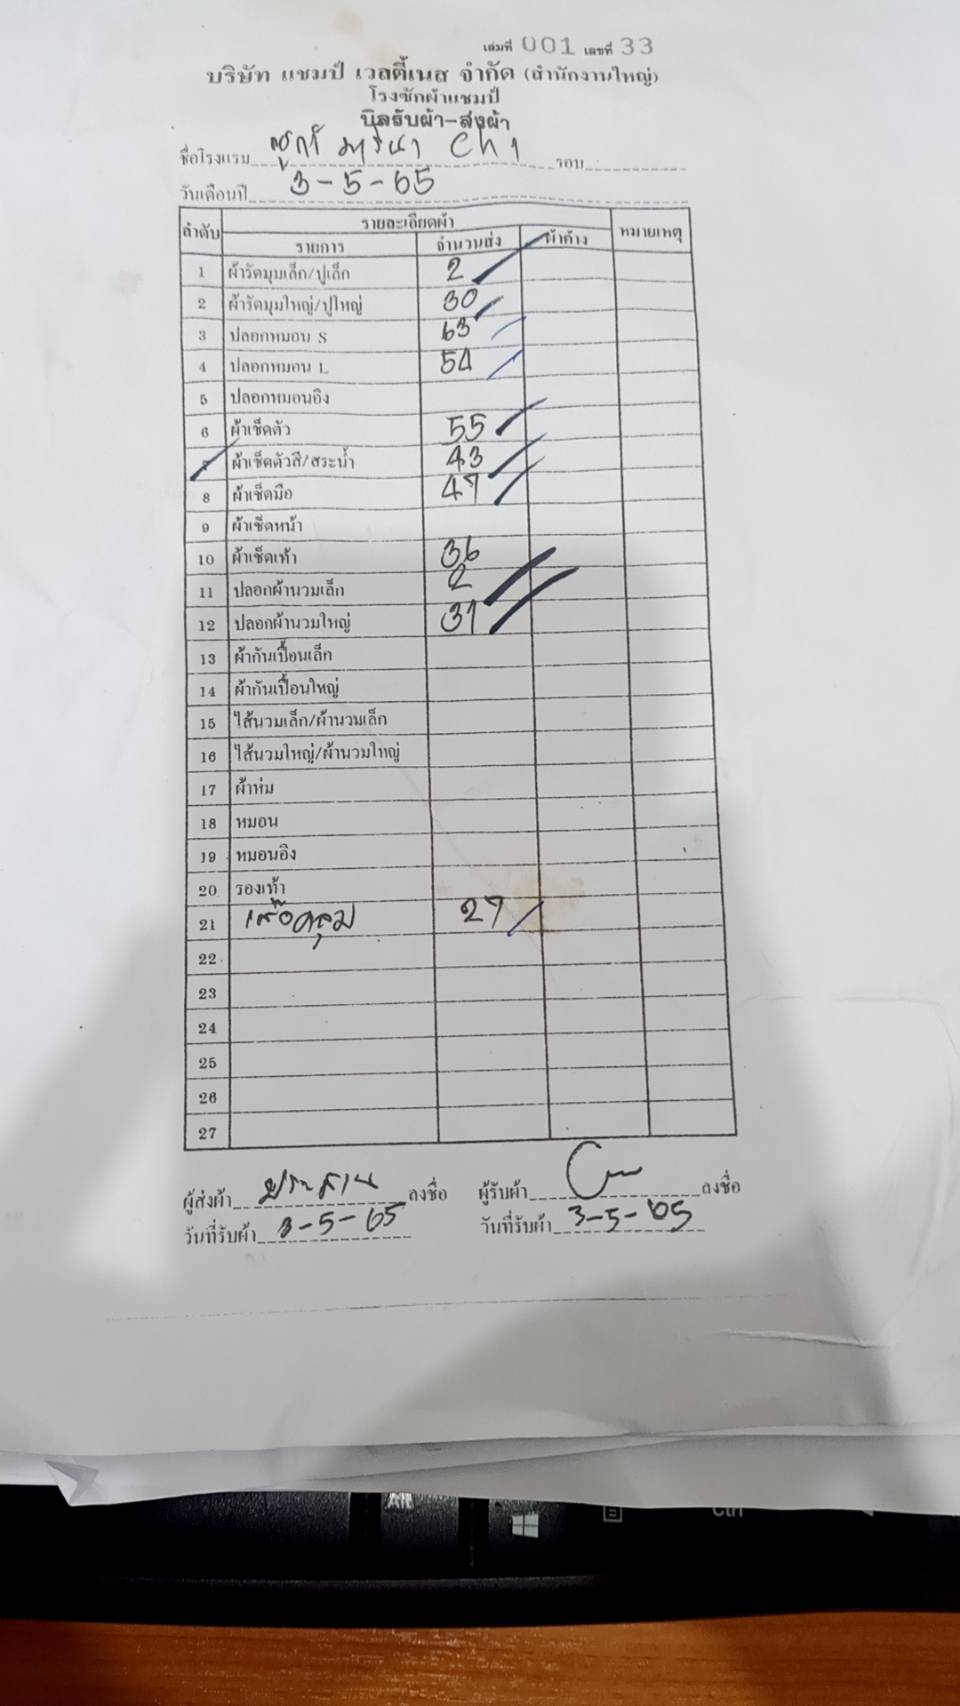 เล่มที่ 001 เลขที่ 33
บริษัท แชมป์ เวลตี้เนส จำกัด (สำนักงานใหญ่)
โรงซักผ้าแชมป์
บิลรับผ้า-ส่งผ้า
ชื่อโรงแรม Ch1 รอบ
วันเดือนปี 3-5-65
ลำดับ รายละเอียดผ้า หมายเหตุ
รายการ จำนวนส่ง ผ้าค้าง
1 ผ้ารัดมุมเล็ก/ปูเล็ก 2
2 ผ้ารัดมุมใหญ่/ปูใหญ่ 30
3 ปลอกหมอน S 63
4 ปลอกหมอน L 54
5 ปลอกหมอนอิง
6 ผ้าเช็ดตัว 55
7 ผ้าเช็ดตัวสี/สระน้ำ 43
8 ผ้าเช็ดมือ 47
9 ผ้าเช็ดหน้า
10 ผ้าเช็ดเท้า 36
11 ปลอกผ้านวมเล็ก 2
12 ปลอกผ้านวมใหญ่ 31
13 ผ้ากันเปื้อนเล็ก
14 ผ้ากันเปื้อนใหญ่
15 ไส้นวมเล็ก/ผ้านวมเล็ก
16 ไส้นวมใหญ่/ผ้านวมใหญ่
17 ผ้าห่ม
18 หมอน
19 หมอนอิง
20 รองเท้า
21 เสื้อคลุม 27
22
23
24
25
26
27
ผู้ส่งผ้า ลงชื่อ ผู้รับผ้า ลงชื่อ
วันที่รับผ้า 3-5-65 วันที่รับผ้า 3-5-65
Alt Ctrl